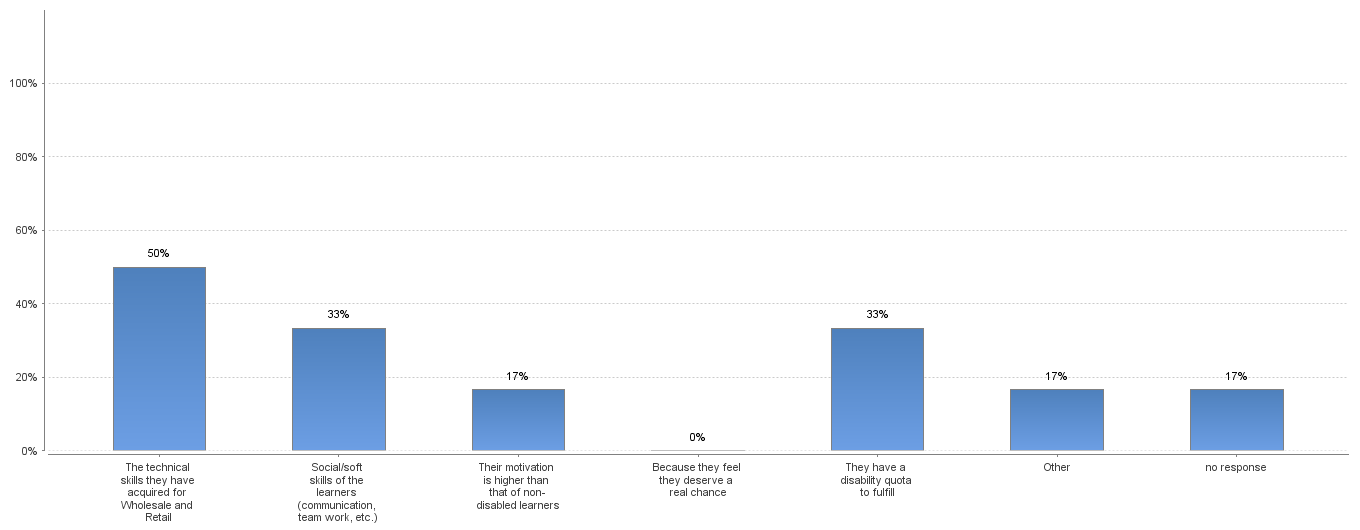 100%
80%
60%
40%
20%
0%
50%
33%
17%
0%
33%
17%
17%
The technical
skills they have
acquired for
Wholesale and
Retail
Social/soft
skills of the
learners
(communication,
team work, etc.)
Their motivation
is higher than
that of non-
disabled learners
Because they feel
they deserve a
real chance
They have a
disability quota
to fulfill
Other
no response